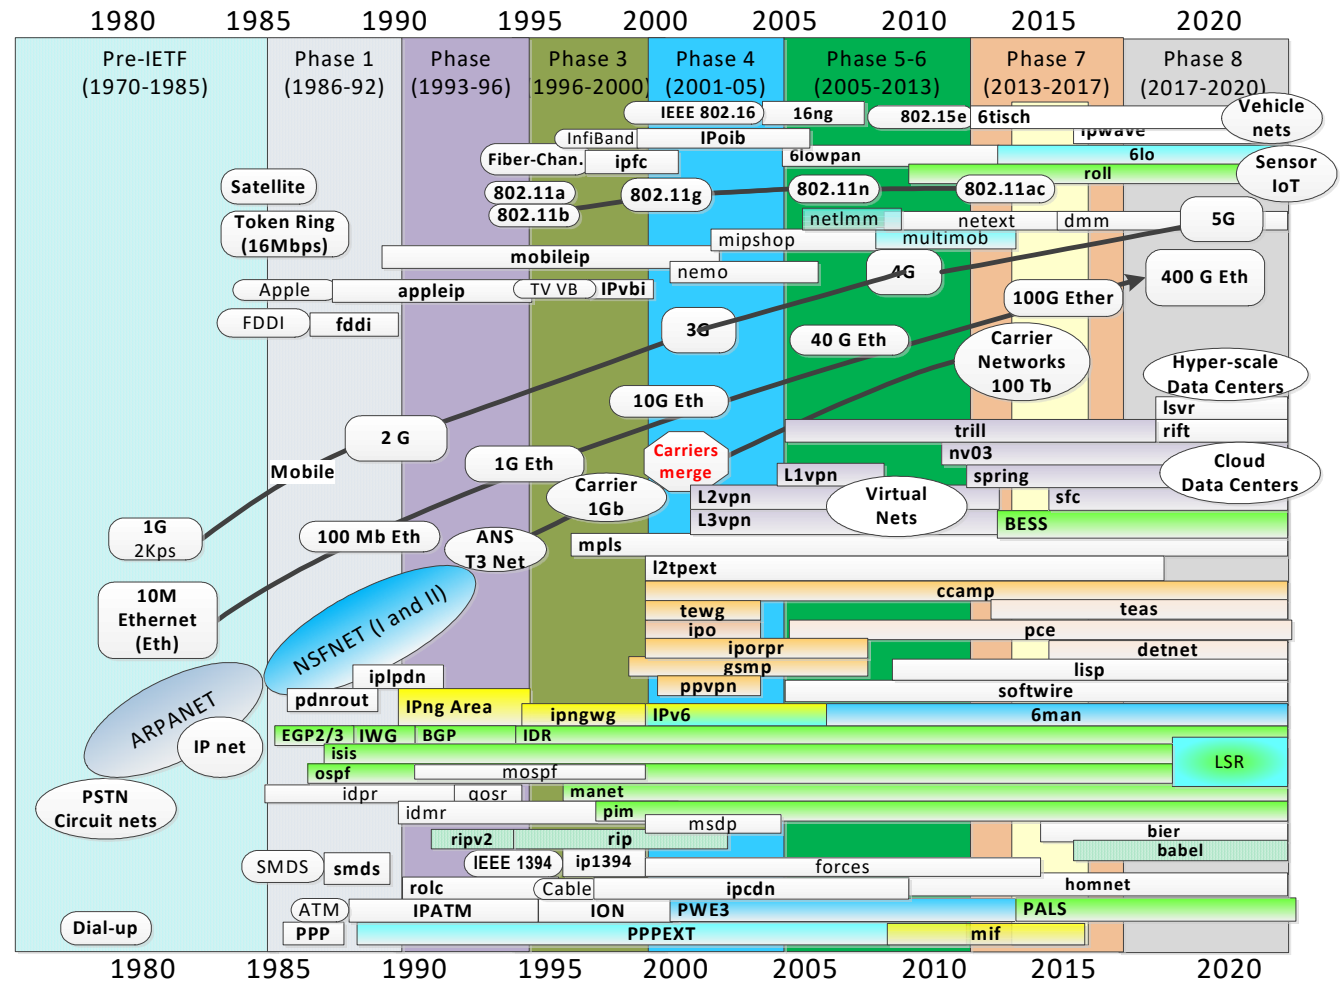 1980 1985 1990 1995 2000 2005 2010 2015 2020
Pre-IETF
(1970-1985)
Phase 1
(1986-92)
Phase
(1993-96)
Phase 3
(1996-2000)
Phase 4
(2001-05)
Phase 5-6
(2005-2013)
Phase 7
(2013-2017)
Phase 8
(2017-2020)
IEEE 802.16
16ng
802.15e
6tisch
Vehicle
nets
InfiBand
IPoib
ipwave
Fiber-Chan.
ipfc
6lowpan
6lo
Sensor
IoT
roll
Satellite
802.11a
802.11b
802.11g
802.11n
802.11ac
Token Ring
(16Mbps)
netlmm
netext
dmm
5G
mipshop
multimob
mobileip
nemo
4G
400 G Eth
Apple
appleip
TV VB
IPvbi
100G Ether
FDDI
fddi
3G
40 G Eth
Carrier
Networks
100 Tb
Hyper-scale
Data Centers
10G Eth
lsvr
2 G
trill
rift
Carriers
merge
nv03
1G Eth
Mobile
L1vpn
spring
Cloud
Data Centers
Carrier
1Gb
L2vpn
Virtual
Nets
sfc
1G
2Kps
L3vpn
BESS
100 Mb Eth
ANS
T3 Net
mpls
l2tpext
10M
Ethernet
(Eth)
ccamp
NSFNET (I and II)
tewg
teas
ipo
pce
iporpr
detnet
gsmp
lisp
iplpdn
ppvpn
softwire
pdnrout
ARPANET
IPng Area
ipngwg
IPv6
6man
IP net
EGP2/3
IWG
BGP
IDR
isis
LSR
ospf
mospf
PSTN
Circuit nets
idpr
qosr
manet
idmr
pim
msdp
bier
ripv2
rip
babel
SMDS
smds
IEEE 1394
ip1394
forces
rolc
Cable
ipcdn
homnet
ATM
IPATM
ION
PWE3
PALS
Dial-up
PPP
PPPEXT
mif
1980 1985 1990 1995 2000 2005 2010 2015 2020